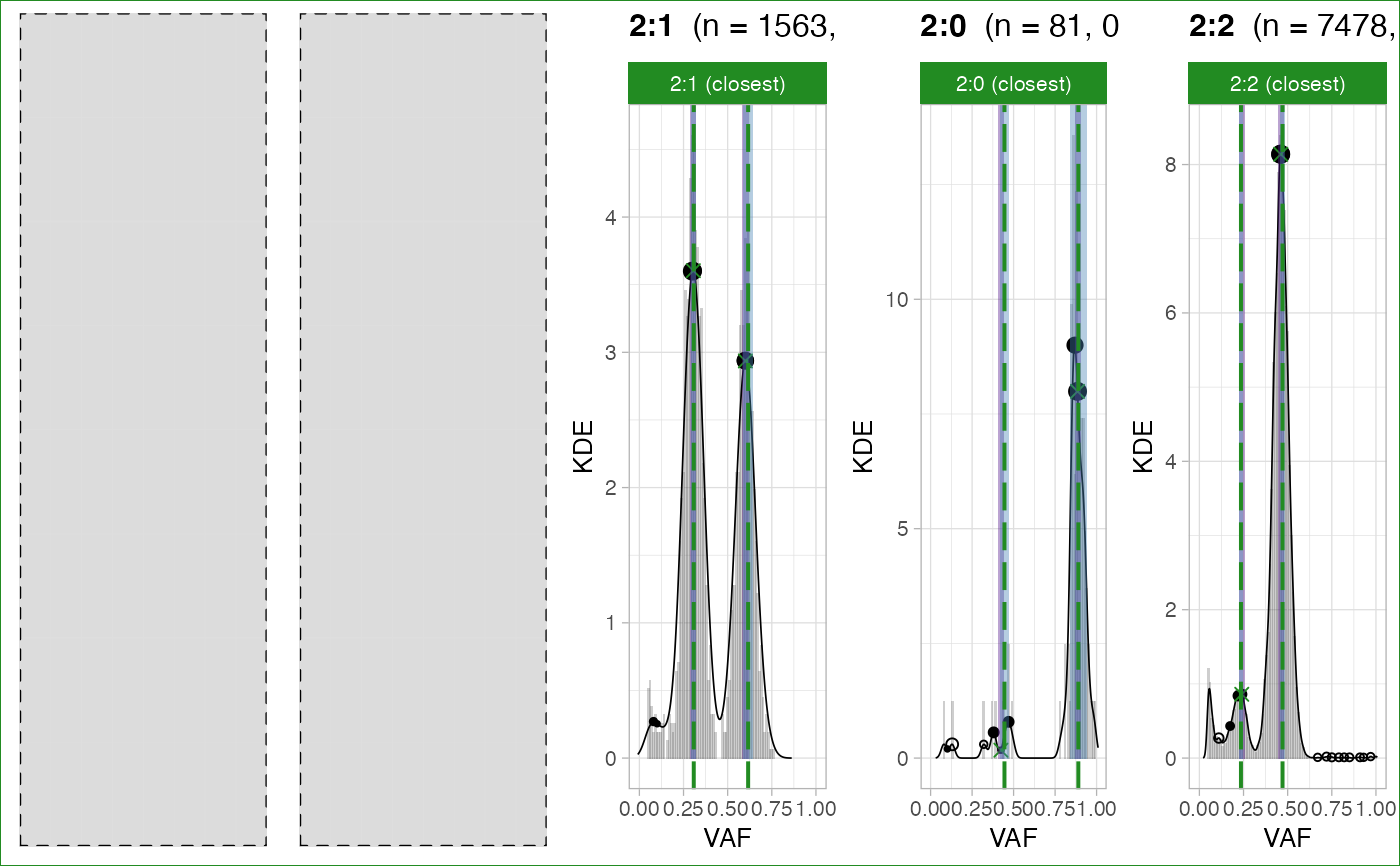 2:1 (n = 1563,
2:1 (closest)
4
3
2
1
0
KDE
0.00 0.25 0.50 0.75 1.00
VAF
2:0 (n = 81, 0
2:0 (closest)
10
5
0
KDE
0.00 0.25 0.50 0.75 1.00
VAF
2:2 (n = 7478,
2:2 (closest)
8
6
4
2
0
KDE
0.00 0.25 0.50 0.75 1.00
VAF